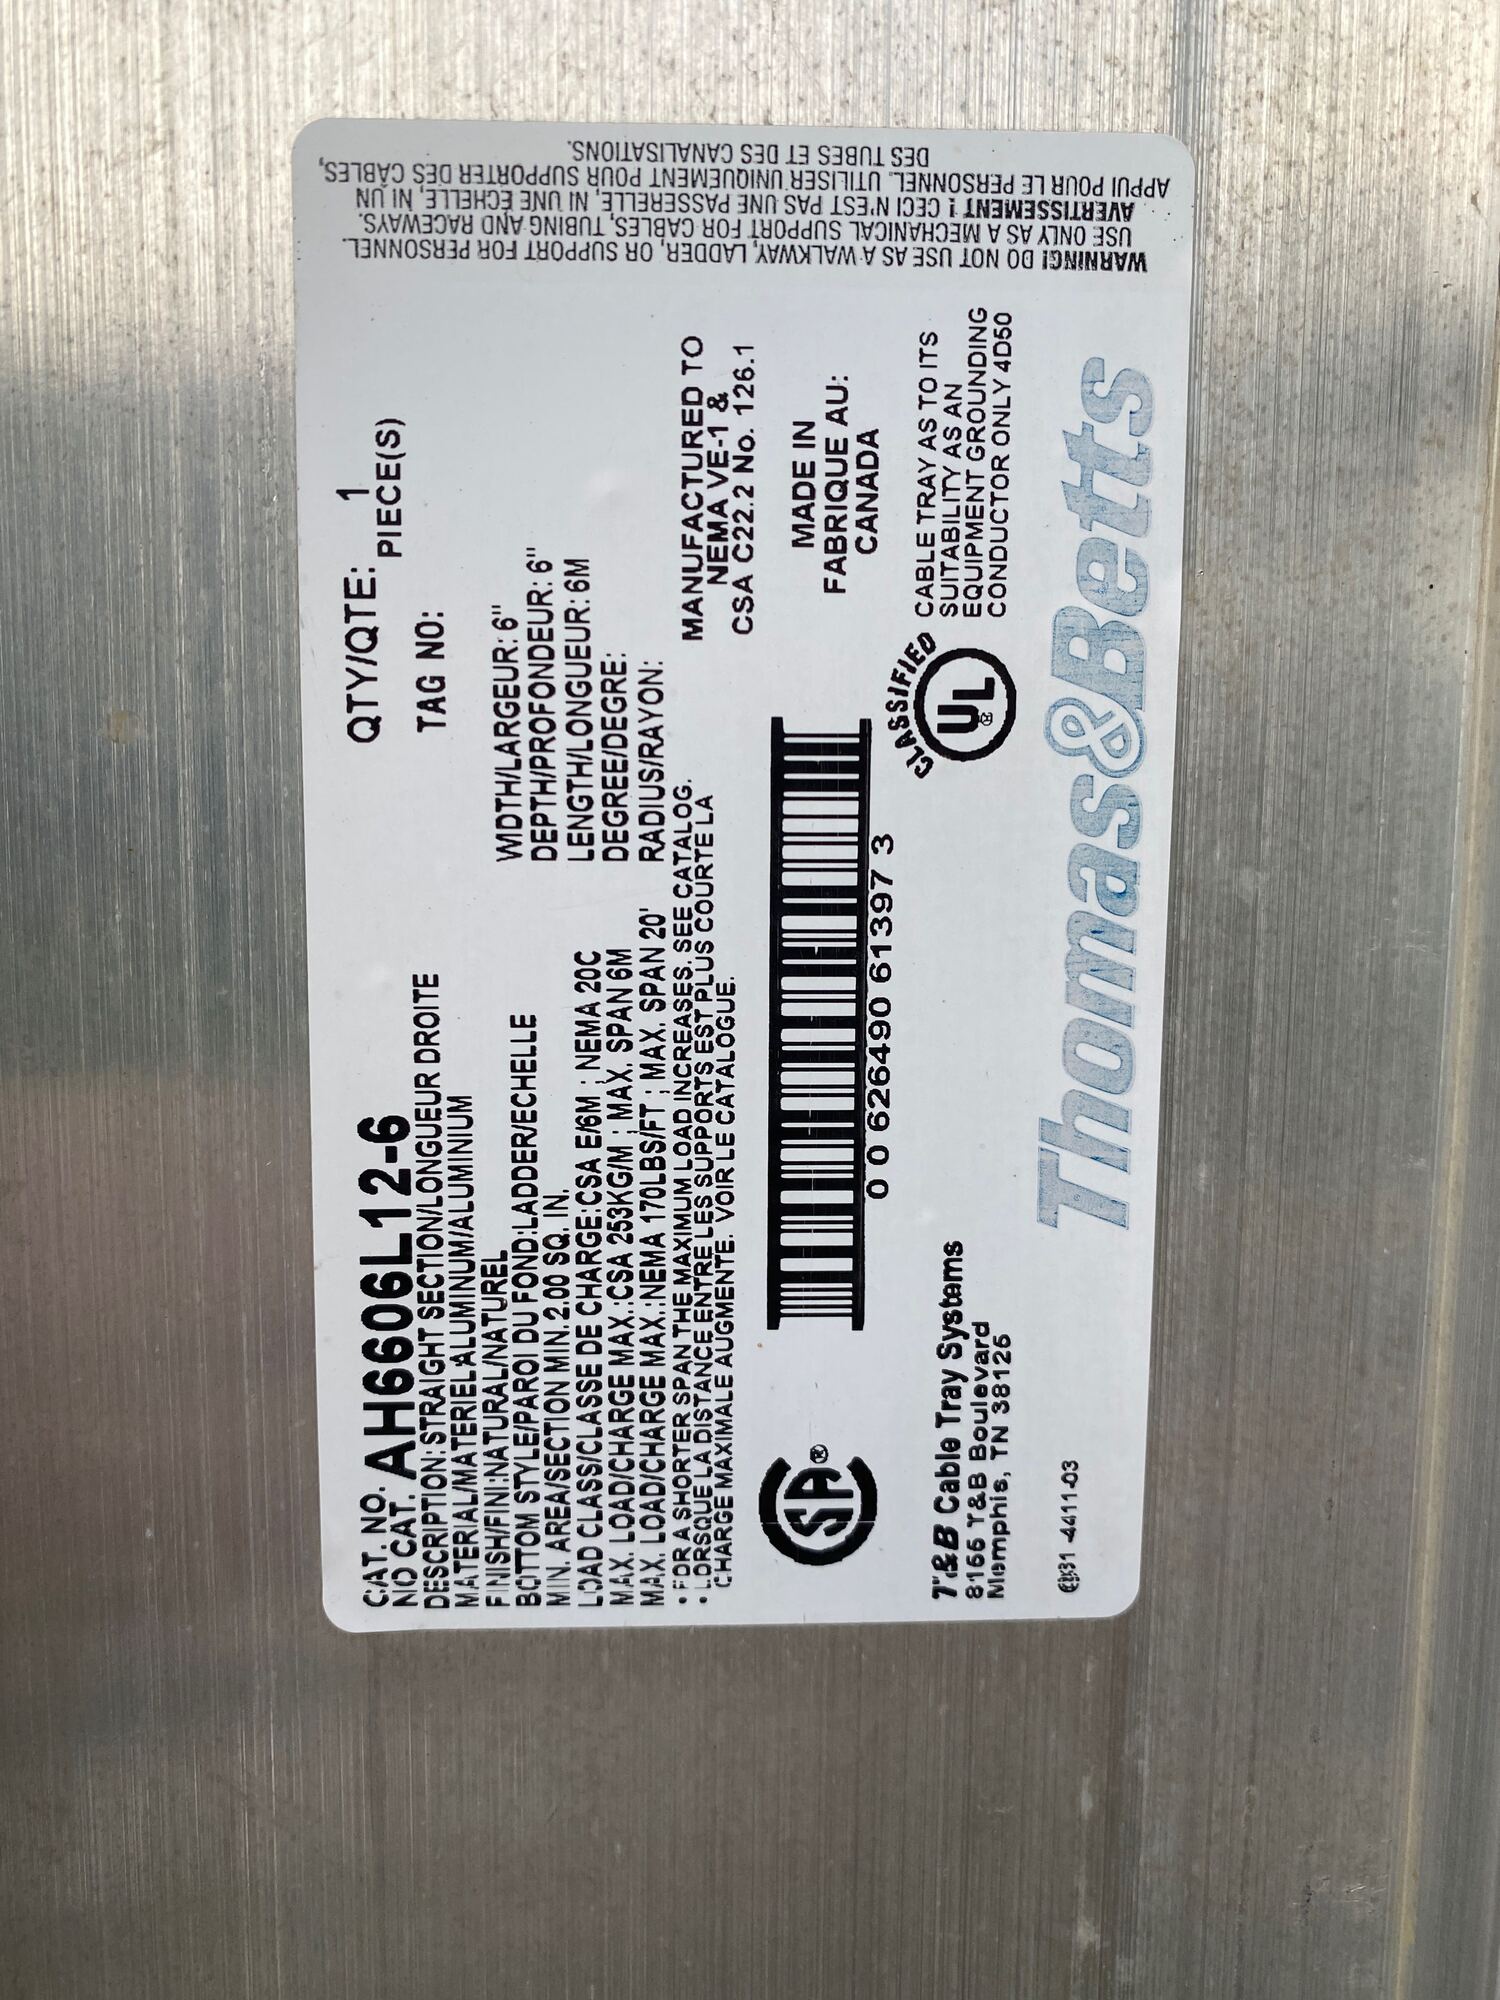 CAT. NO.
NO CAT. AH6606L12-6
DESCRIPTION:STRAIGHT SECTION/LONGUEUR DROITE
MATERIAL/MATERIEL:ALUMINUM/ALUMINIUM
FINISH/FINI:NATURAL/NATUREL
BOTTOM STYLE/PAROI DU FOND:LADDER/ECHELLE
MIN. AREA/SECTION MIN.2.00 SQ. IN.
LOAD CLASS/CLASSE DE CHARGE:CSA E/6M ; NEMA 20C
MAX. LOAD/CHARGE MAX.:CSA 253KG/M ; MAX. SPAN 6M
MAX. LOAD/CHARGE MAX.:NEMA 170LBS/FT ; MAX. SPAN 20'
• FOR A SHORTER SPAN THE MAXIMUM LOAD INCREASES. SEE CATALOG.
• LORSQUE LA DISTANCE ENTRE LES SUPPORTS EST PLUS COURTE LA
CHARGE MAXIMALE AUGMENTE. VOIR LE CATALOGUE.
QTY/QTE: 1
PIECE(S)
TAG NO:
WIDTH/LARGEUR: 6"
DEPTH/PROFONDEUR: 6"
LENGTH/LONGUEUR: 6M
DEGREE/DEGRE:
RADIUS/RAYON:
MANUFACTURED TO
NEMA VE-1 &
CSA C22.2 No. 126.1
MADE IN
FABRIQUE AU:
CANADA
SA®
0 0 626490 61397 3
CLASSIFIED
UL®
CABLE TRAY AS TO ITS
SUITABILITY AS AN
EQUIPMENT GROUNDING
CONDUCTOR ONLY 4D50
T&B Cable Tray Systems
8155 T&B Boulevard
Memphis, TN 38125
Thomas&Betts
WARNING! DO NOT USE AS A WALKWAY, LADDER, OR SUPPORT FOR PERSONNEL.
USE ONLY AS A MECHANICAL SUPPORT FOR CABLES, TUBING AND RACEWAYS.
AVERTISSEMENT ! CECI N'EST PAS UNE PASSERELLE, NI UNE ÉCHELLE, NI UN
APPUI POUR LE PERSONNEL. UTILISER UNIQUEMENT POUR SUPPORTER DES CÂBLES,
DES TUBES ET DES CANALISATIONS.